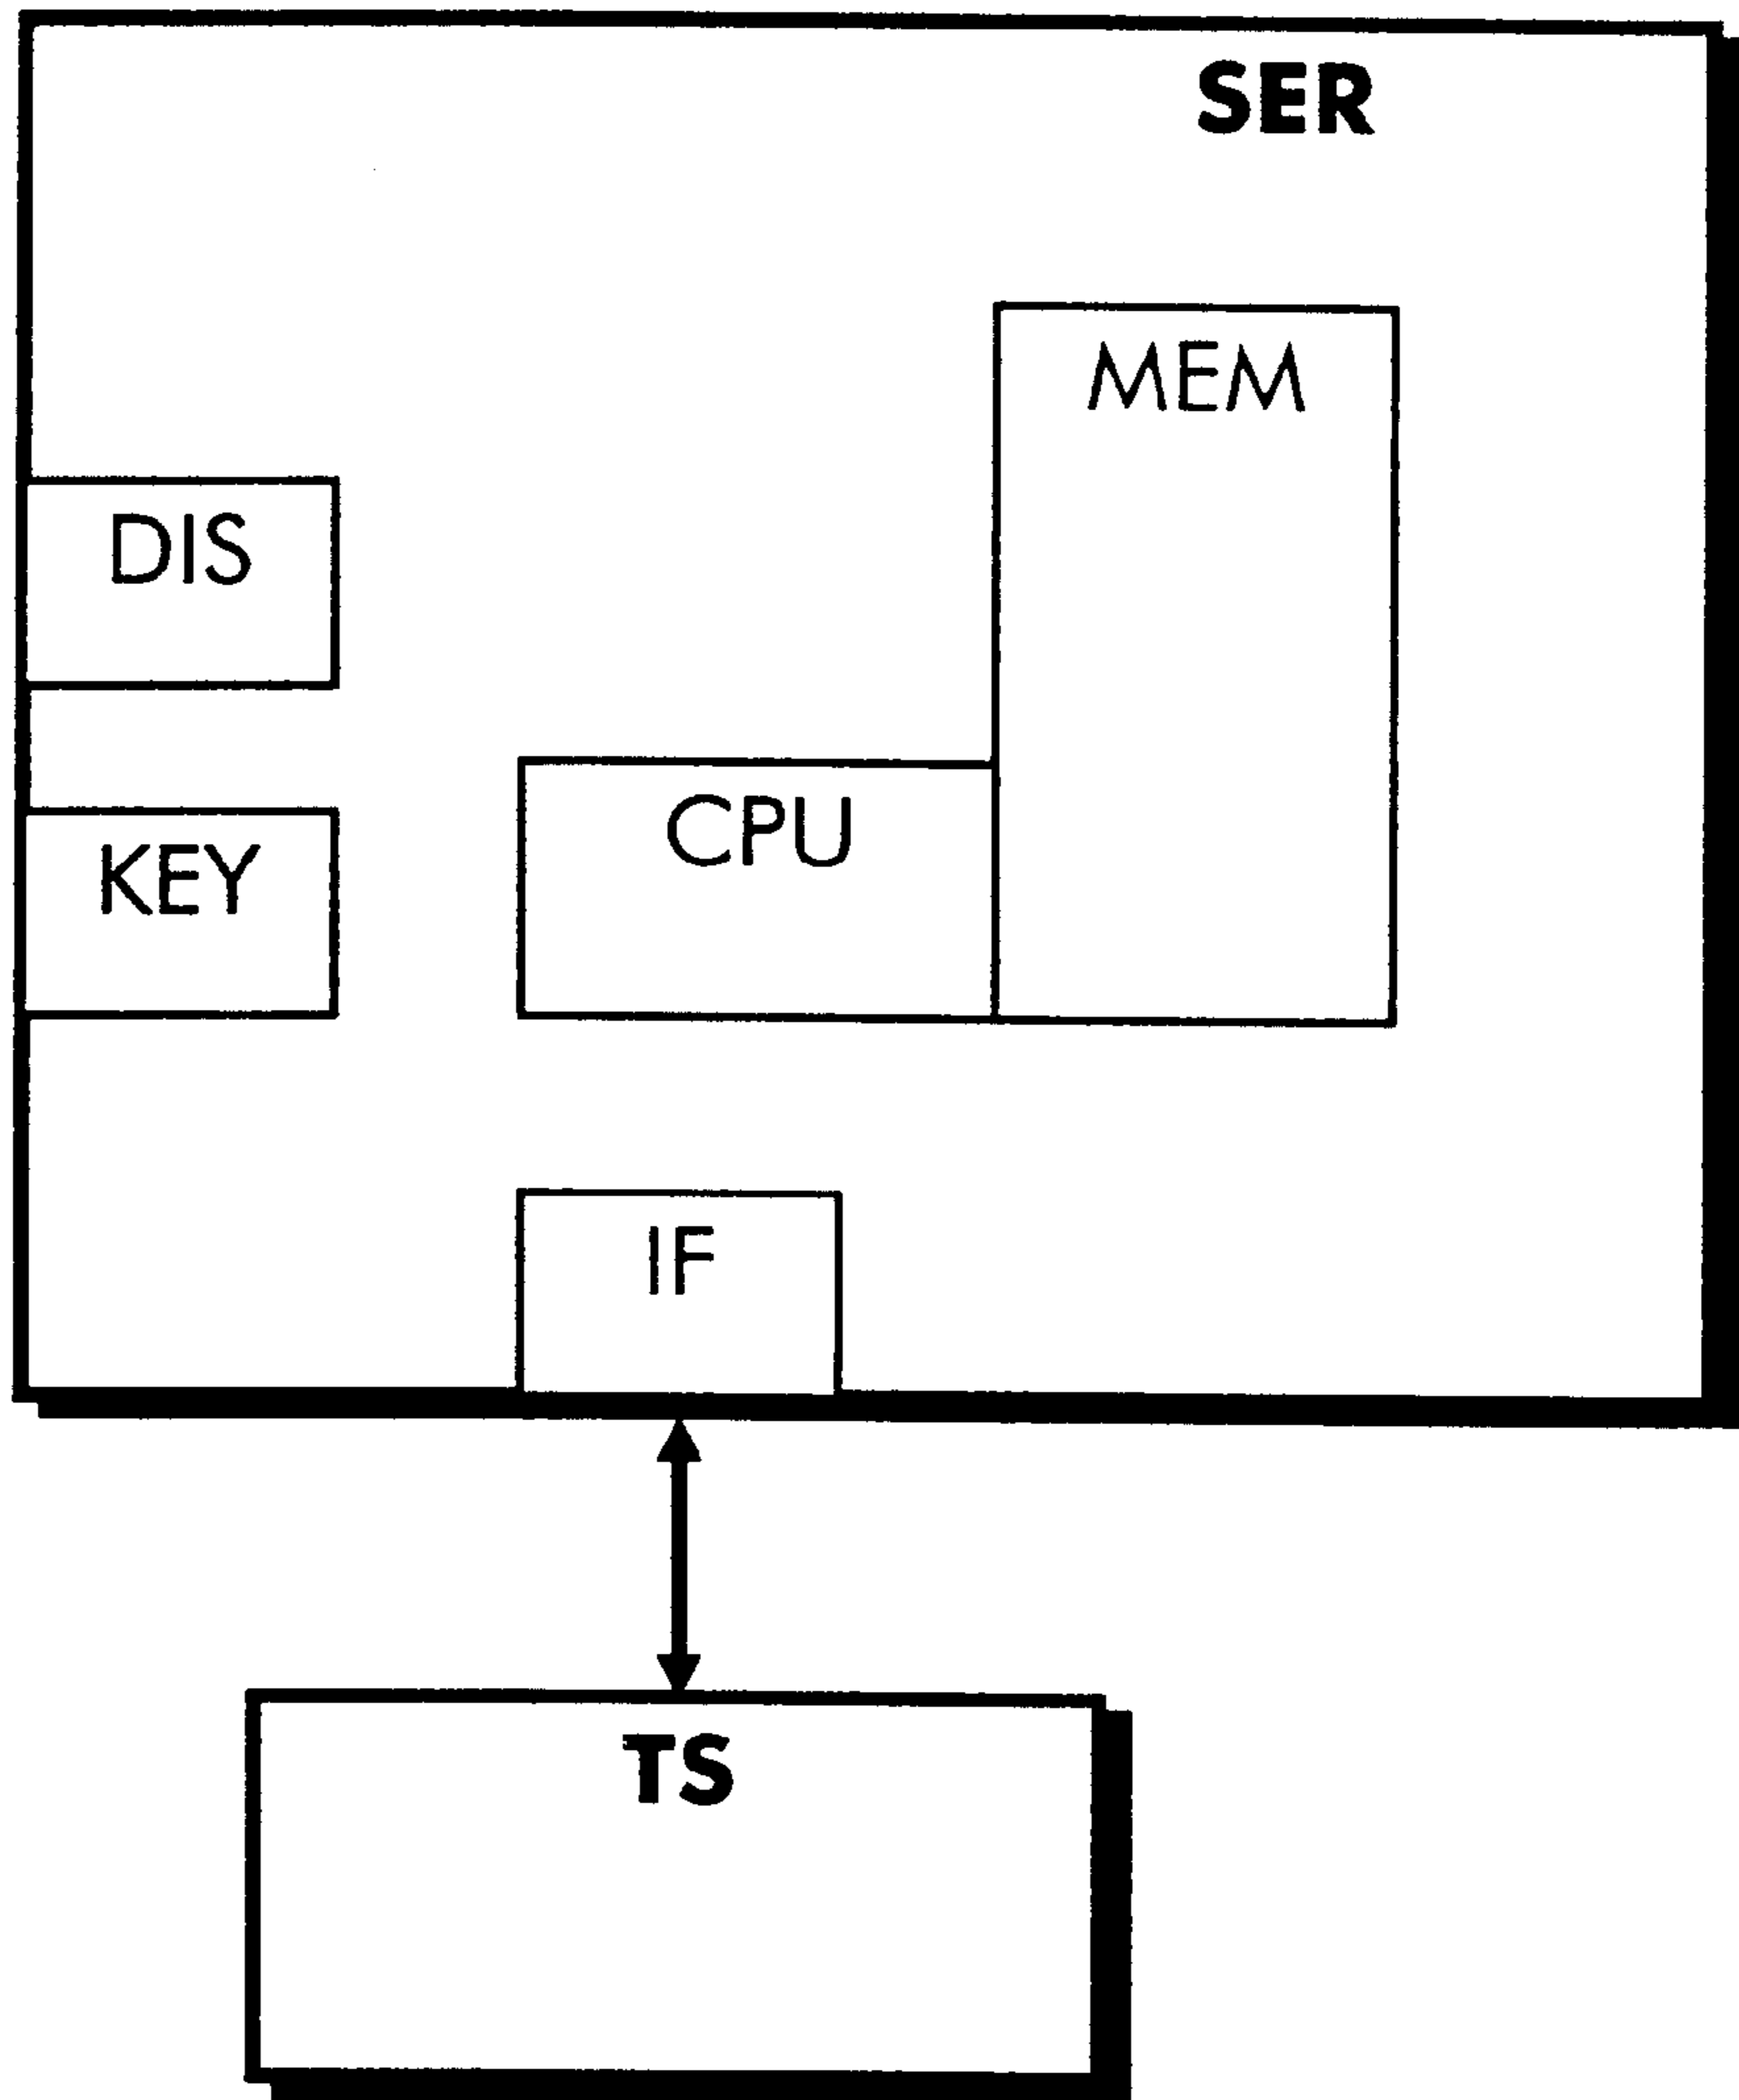 SER
MEM
DIS
CPU
KEY
IF
TS